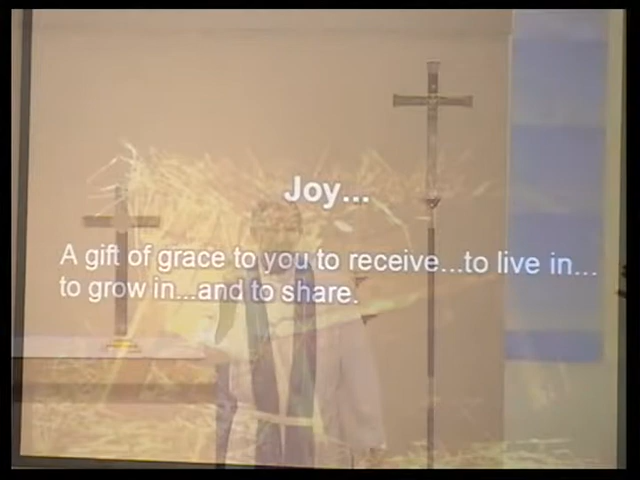 Joy...
A gift of grace to you to receive...to live in...
to grow in...and to share.